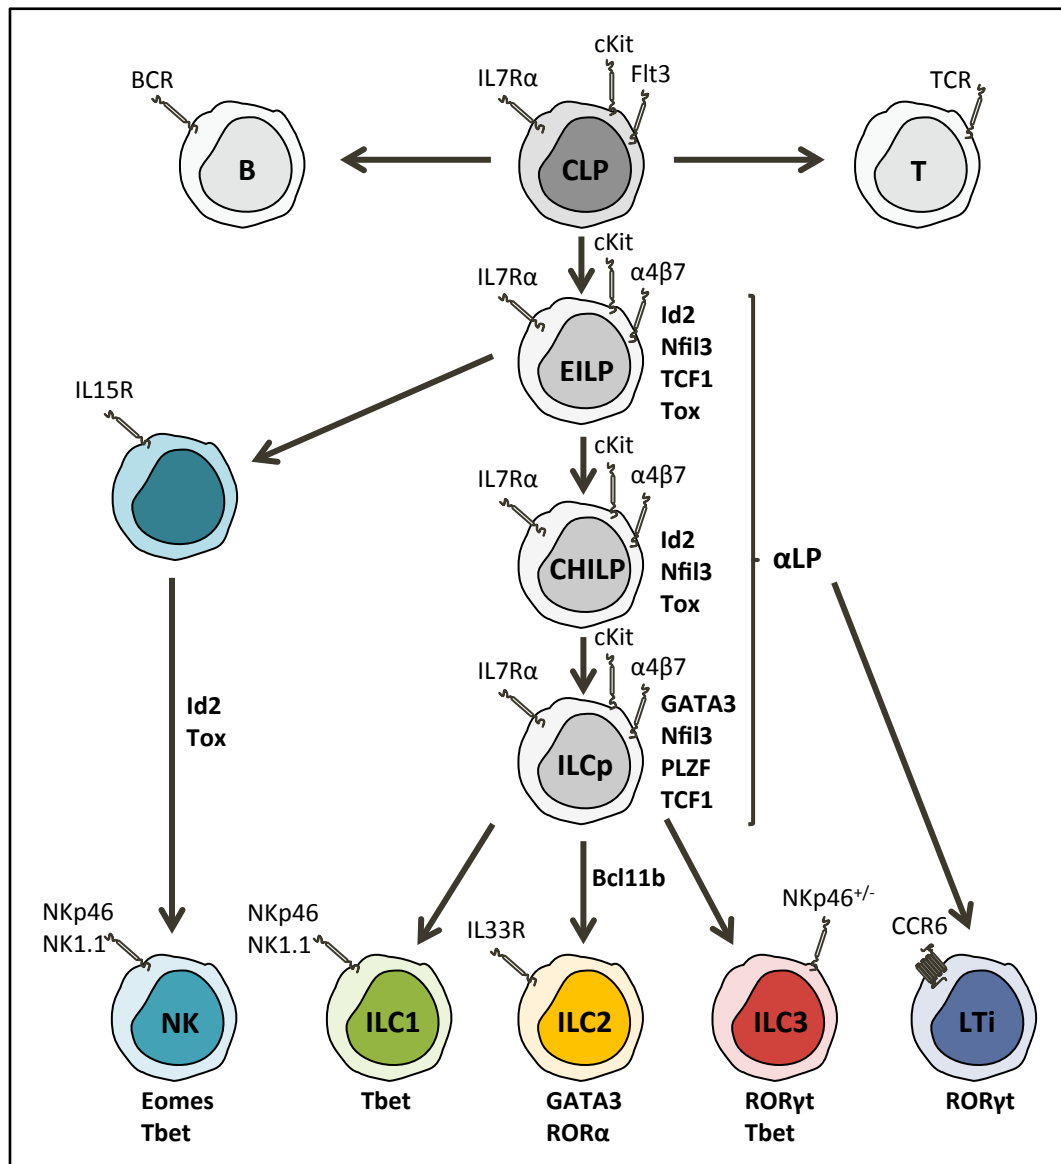 cKit
BCR
IL7Rα
Flt3
TCR
B
CLP
T
cKit
IL7Rα
α4β7
Id2
Nfil3
TCF1
Tox
EILP
IL15R
cKit
IL7Rα
α4β7
Id2
Nfil3
Tox
CHILP
αLP
cKit
IL7Rα
α4β7
GATA3
Nfil3
PLZF
TCF1
ILCp
Id2
Tox
Bcl11b
NKp46
NK1.1
NKp46
NK1.1
IL33R
NKp46+/-
CCR6
NK
ILC1
ILC2
ILC3
LTi
Eomes
Tbet
Tbet
GATA3
RORα
RORγt
Tbet
RORγt